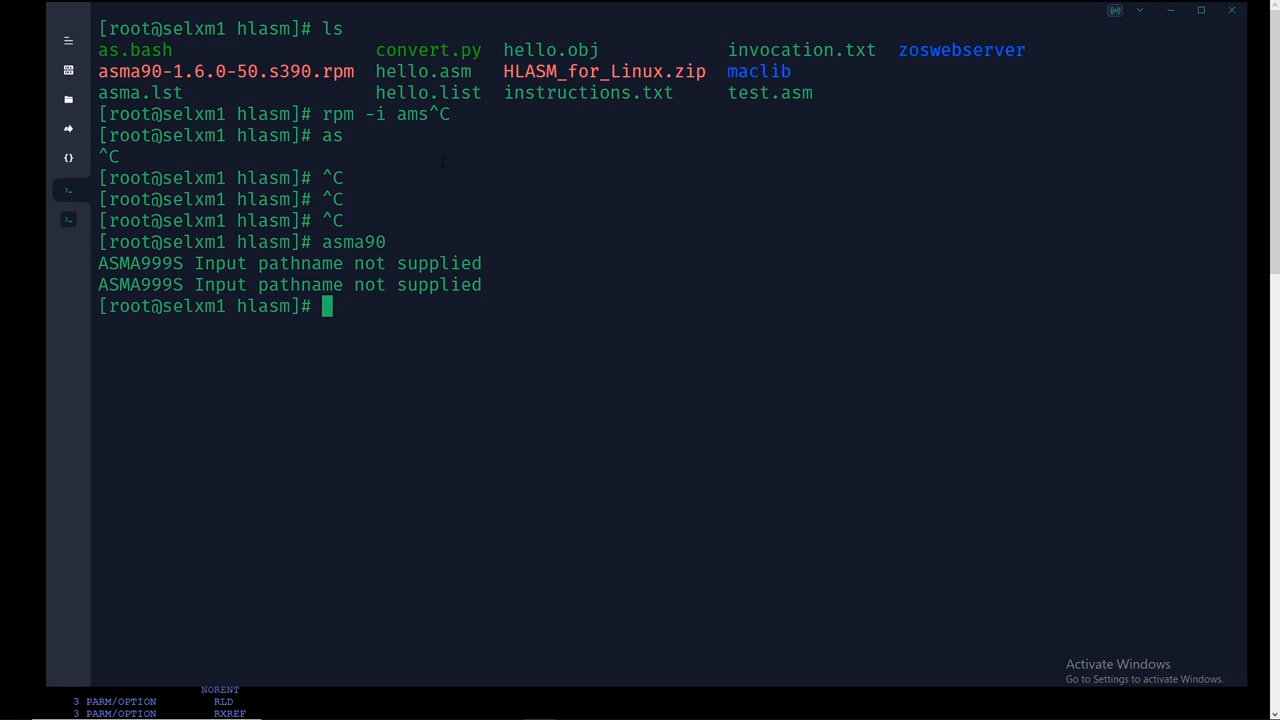 [root@selxm1 hlasm]# ls
as.bash convert.py hello.obj invocation.txt zoswebserver
asma90-1.6.0-50.s390.rpm hello.asm HLASM_for_Linux.zip maclib
asma.lst hello.list instructions.txt test.asm
[root@selxm1 hlasm]# rpm -i ams^C
[root@selxm1 hlasm]# as
^C
[root@selxm1 hlasm]# ^C
[root@selxm1 hlasm]# ^C
[root@selxm1 hlasm]# ^C
[root@selxm1 hlasm]# asma90
ASMA999S Input pathname not supplied
ASMA999S Input pathname not supplied
[root@selxm1 hlasm]#
Activate Windows
Go to Settings to activate Windows.
NORENT
3 PARM/OPTION RLD
3 PARM/OPTION RXREF